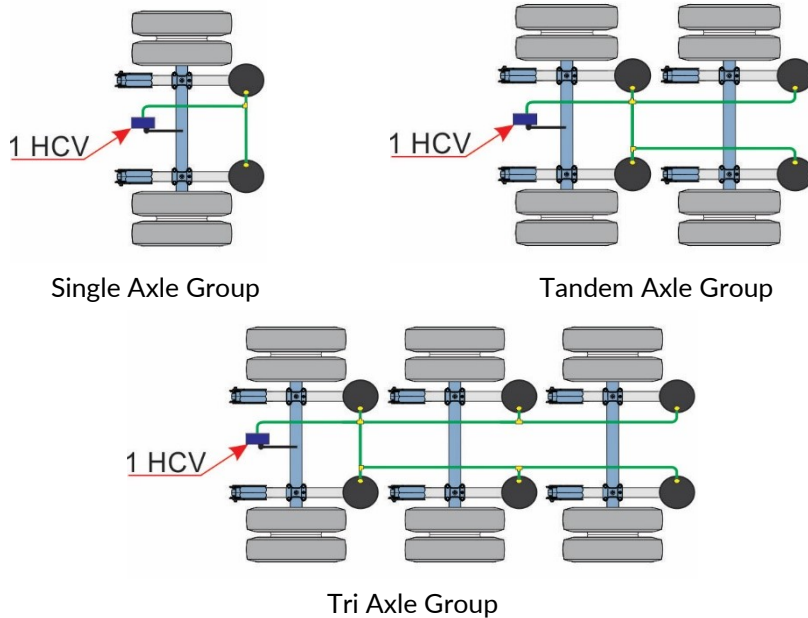 1 HCV
1 HCV
Single Axle Group
Tandem Axle Group
1 HCV
Tri Axle Group